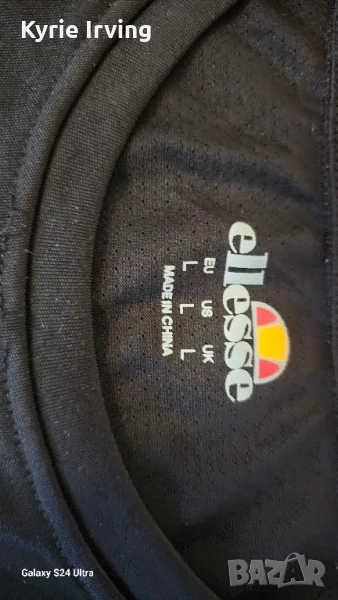 Kyrie Irving
ellesse
EU US UK
L L L
MADE IN CHINA
Galaxy S24 Ultra
BAZAR